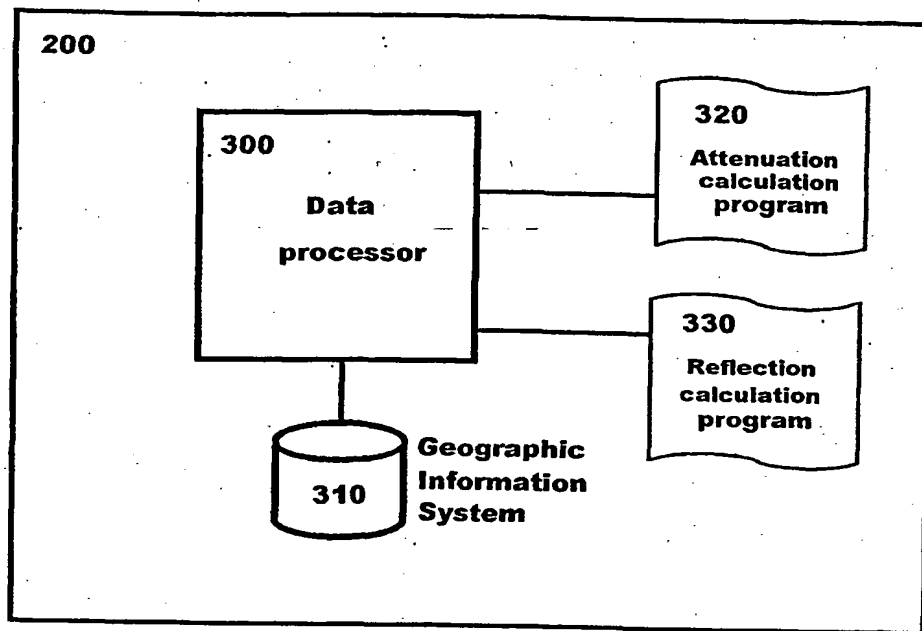 200
300
Data
processor
320
Attenuation
calculation
program
330
Reflection
calculation
program
310
Geographic
Information
System